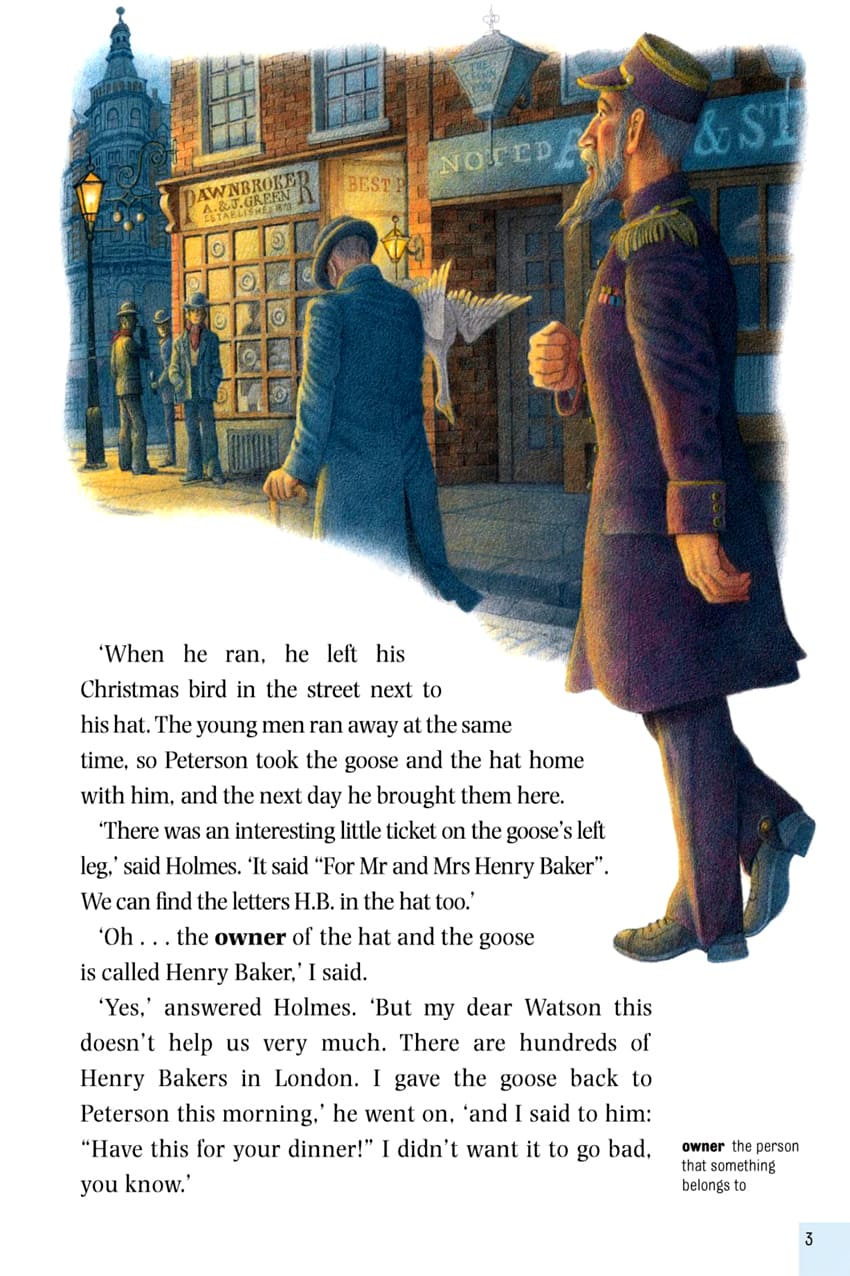 PAWNBROKER
A. & J. GREEN
ESTABLISHED
BEST
NOTED
& ST
THE
‘When he ran, he left his
Christmas bird in the street next to
his hat. The young men ran away at the same
time, so Peterson took the goose and the hat home
with him, and the next day he brought them here.
‘There was an interesting little ticket on the goose’s left
leg,’ said Holmes. ‘It said “For Mr and Mrs Henry Baker”.
We can find the letters H.B. in the hat too.’
‘Oh . . . the owner of the hat and the goose
is called Henry Baker,’ I said.
‘Yes,’ answered Holmes. ‘But my dear Watson this
doesn’t help us very much. There are hundreds of
Henry Bakers in London. I gave the goose back to
Peterson this morning,’ he went on, ‘and I said to him:
“Have this for your dinner!” I didn’t want it to go bad,
you know.’
owner the person
that something
belongs to
3